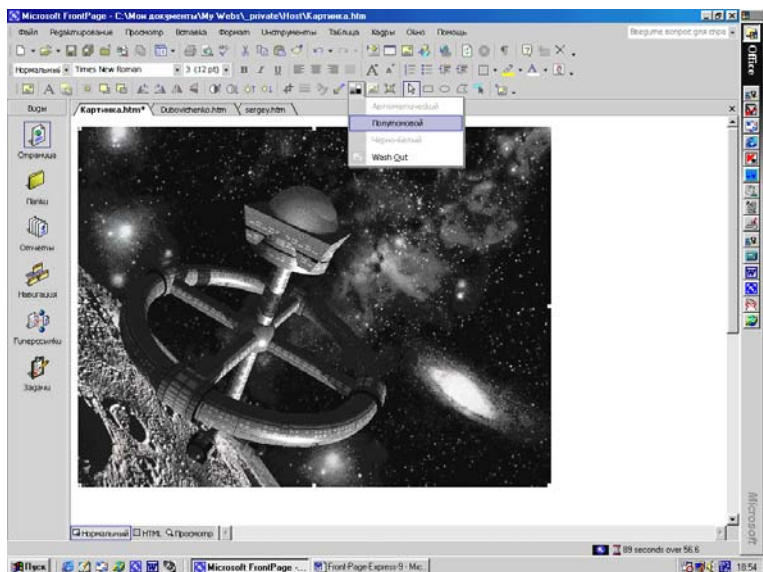 Microsoft FrontPage - C:\Мои документы\My Webs\_private\Host\Картинка.htm
Файл Редактирование Просмотр Вставка Формат Инструменты Таблица Кадры Окно Помощь
Введите вопрос для спра
Office
Нормальный Times New Roman 3 (12 pt)
Виды
Картинка.htm* Dubovichenko.htm sergey.htm
Автоматический
Полутоновой
Черно-белый
Wash Out
Страница
Папки
Отчеты
Навигация
Гиперссылки
Задачи
Microsoft
Нормальный HTML Просмотр
89 seconds over 56.6
Пуск Microsoft FrontPage - ... Front-Page-Express-9 - Mic... 18:54